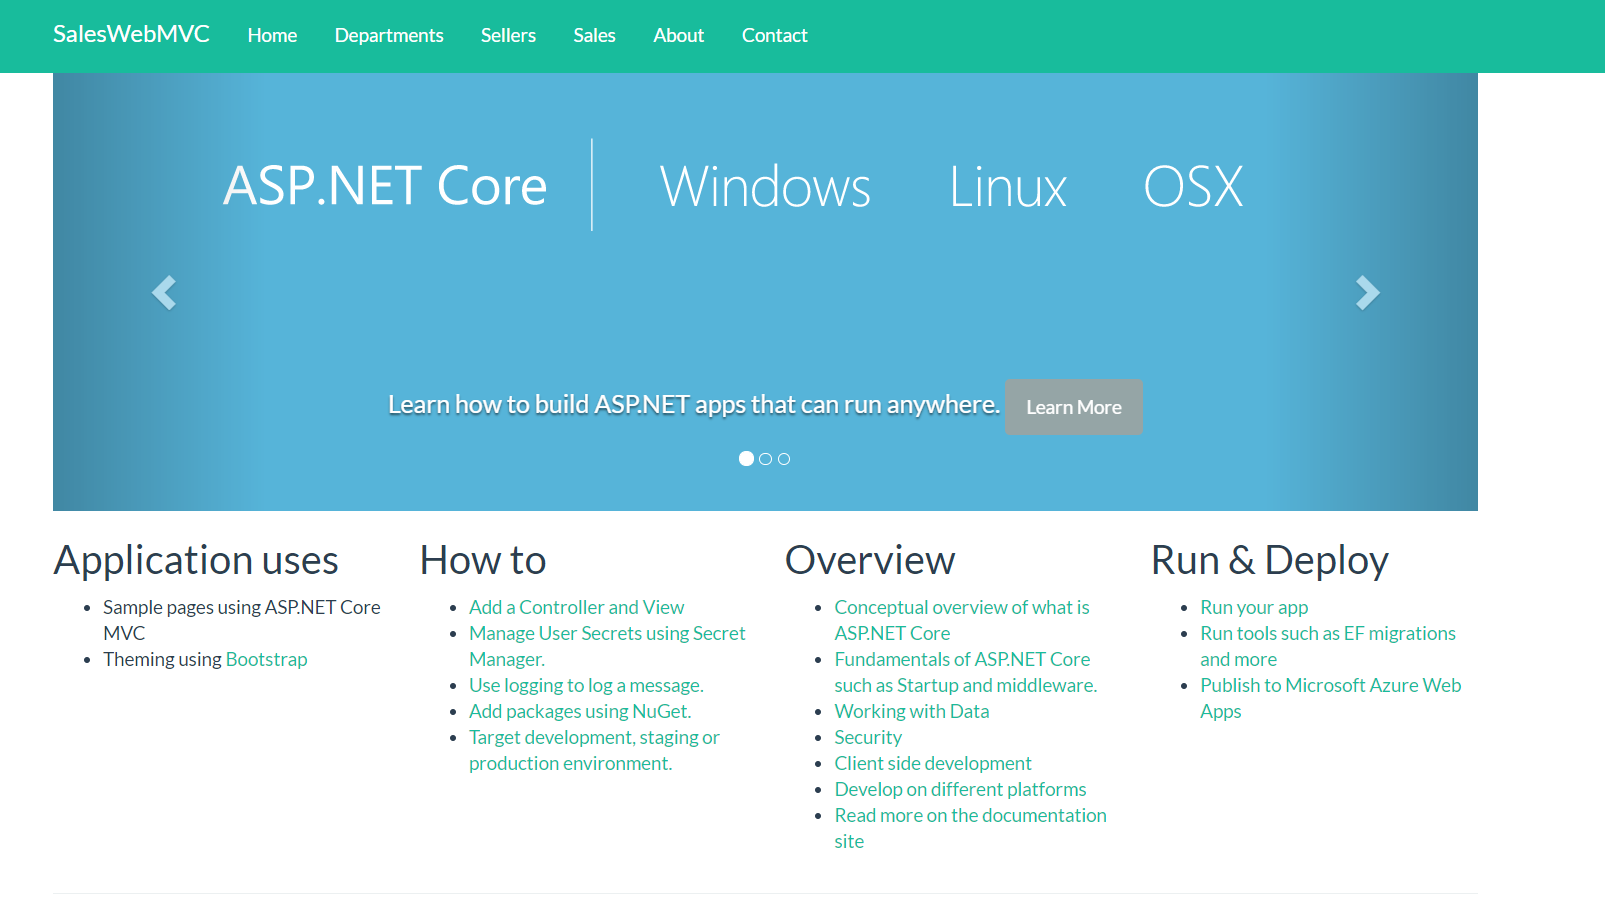 SalesWebMVC Home Departments Sellers Sales About Contact
ASP.NET Core Windows Linux OSX
Learn how to build ASP.NET apps that can run anywhere. Learn More
Application uses
Sample pages using ASP.NET Core
MVC
Theming using Bootstrap
How to
Add a Controller and View
Manage User Secrets using Secret
Manager.
Use logging to log a message.
Add packages using NuGet.
Target development, staging or
production environment.
Overview
Conceptual overview of what is
ASP.NET Core
Fundamentals of ASP.NET Core
such as Startup and middleware.
Working with Data
Security
Client side development
Develop on different platforms
Read more on the documentation
site
Run & Deploy
Run your app
Run tools such as EF migrations
and more
Publish to Microsoft Azure Web
Apps